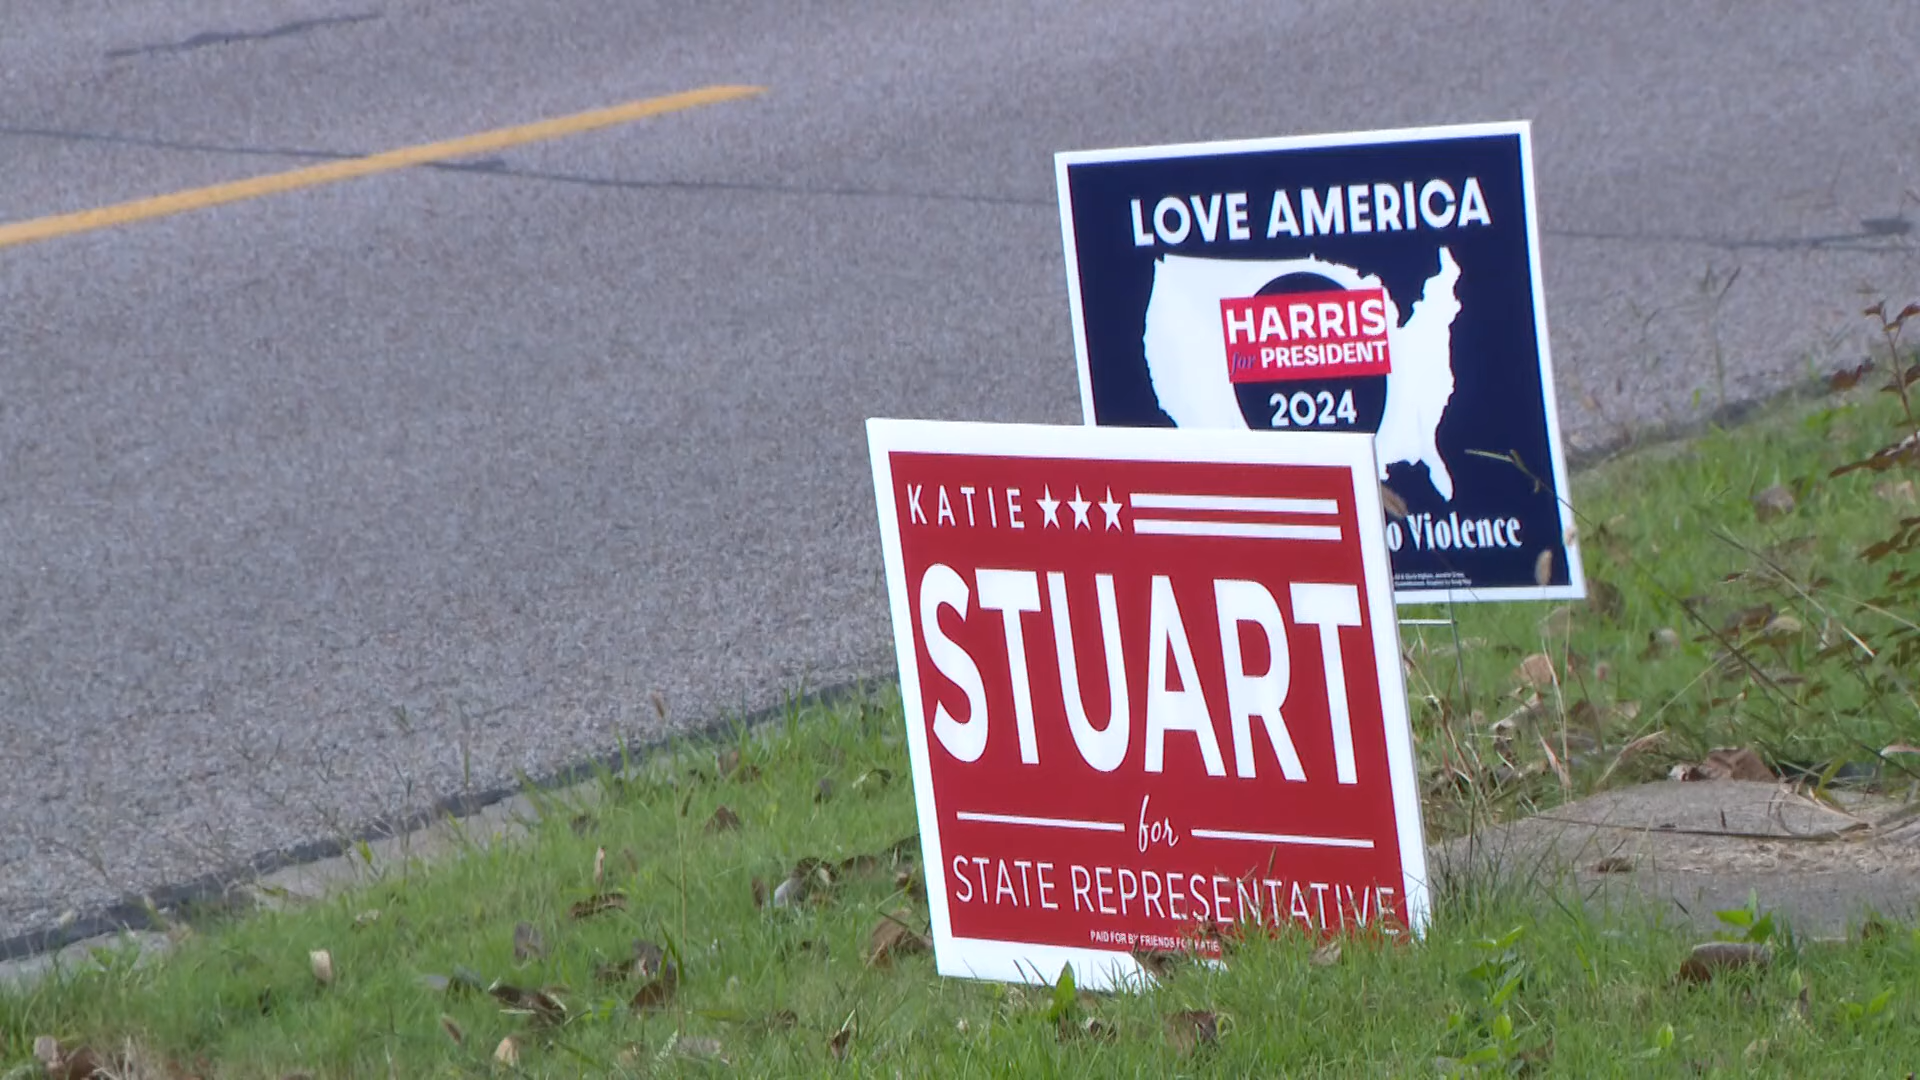 LOVE AMERICA
HARRIS
for PRESIDENT
2024
Violence
KATIE
STUART
for
STATE REPRESENTATIVE
PAID FOR BY FRIENDS FOR KATIE